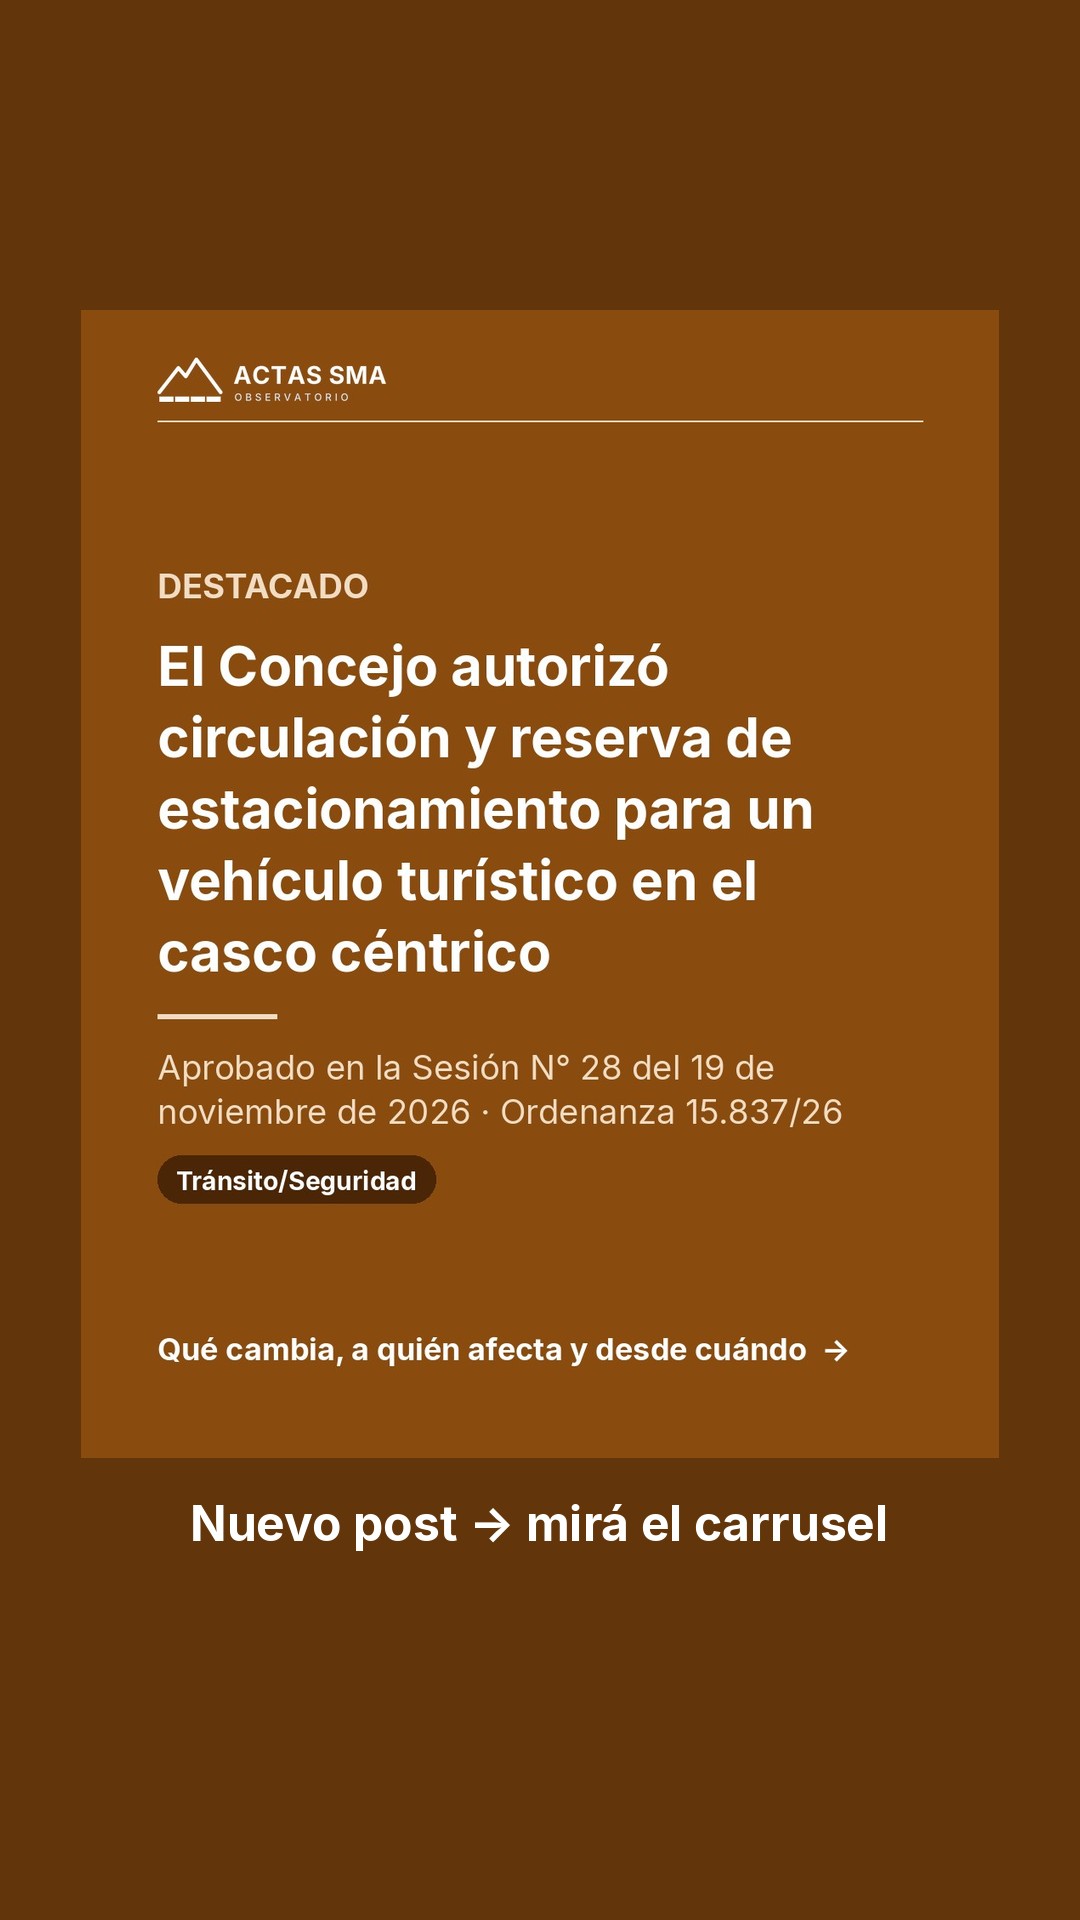 ACTAS SMA
OBSERVATORIO
DESTACADO
El Concejo autorizó
circulación y reserva de
estacionamiento para un
vehículo turístico en el
casco céntrico
Aprobado en la Sesión N° 28 del 19 de
noviembre de 2026 · Ordenanza 15.837/26
Tránsito/Seguridad
Qué cambia, a quién afecta y desde cuándo →
Nuevo post → mirá el carrusel